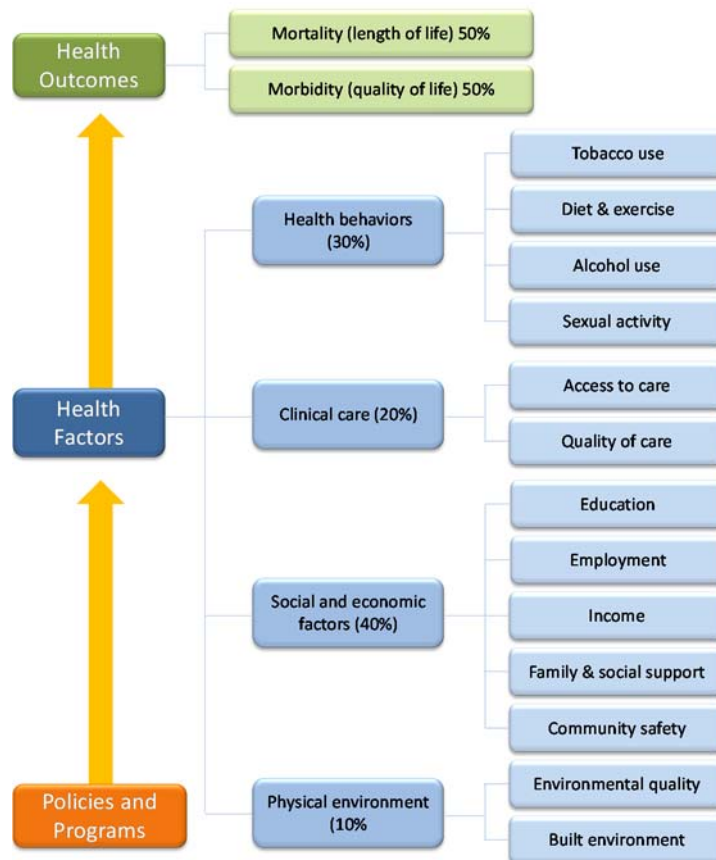 Health
Outcomes
Mortality (length of life) 50%
Morbidity (quality of life) 50%
Health
Factors
Health behaviors
(30%)
Tobacco use
Diet & exercise
Alcohol use
Sexual activity
Clinical care (20%)
Access to care
Quality of care
Social and economic
factors (40%)
Education
Employment
Income
Family & social support
Community safety
Policies and
Programs
Physical environment
(10%
Environmental quality
Built environment